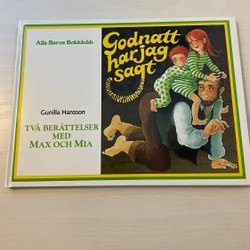 Alla Barns Bokklubb
Godnatt
har jag
sagt
Gunilla Hansson
TVÅ BERÄTTELSER
MED
MAX OCH MIA